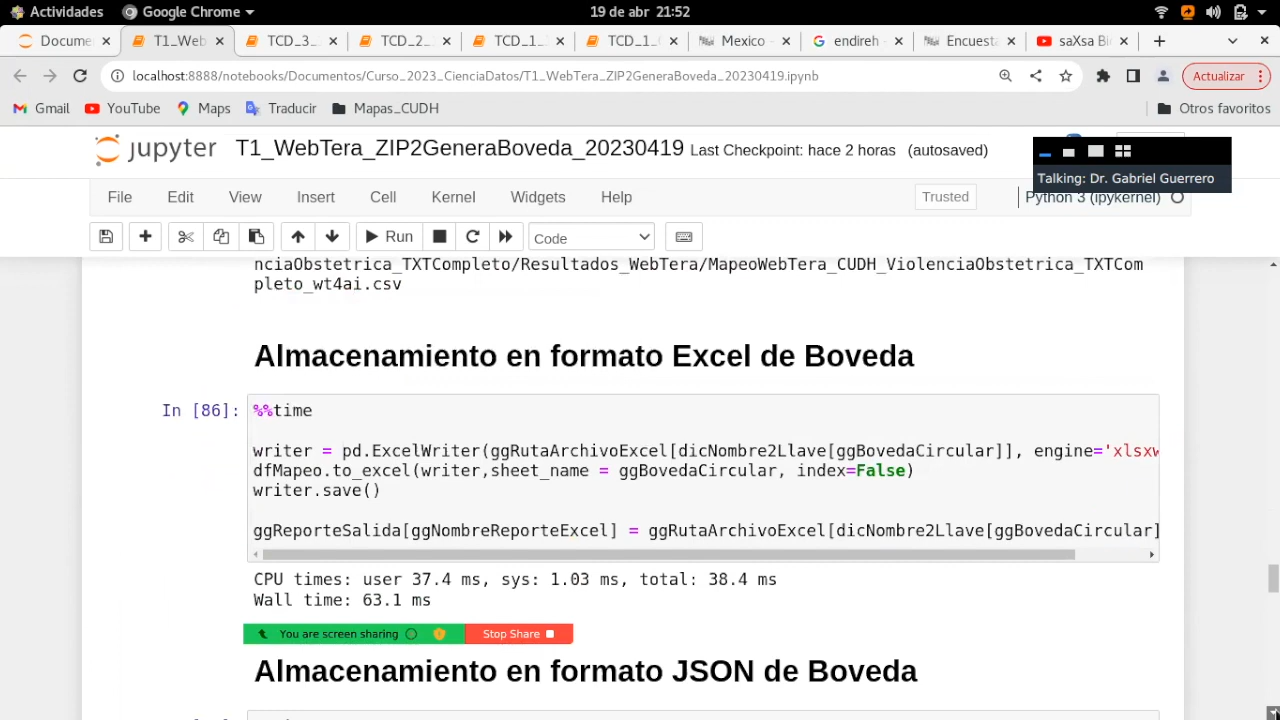 Actividades Google Chrome 19 de abr 21:52
Docume T1_Web TCD_3_ TCD_2_ TCD_1_ TCD_1_ Mexico - endireh - Encuesta saXsa Bi
localhost:8888/notebooks/Documentos/Curso_2023_CienciaDatos/T1_WebTera_ZIP2GeneraBoveda_20230419.ipynb Actualizar
Gmail YouTube Maps Traducir Mapas_CUDH Otros favoritos
jupyter T1_WebTera_ZIP2GeneraBoveda_20230419 Last Checkpoint: hace 2 horas (autosaved)
Talking: Dr. Gabriel Guerrero
File Edit View Insert Cell Kernel Widgets Help Trusted Python 3 (ipykernel)
Run Code
nciaObstetrica_TXTCompleto/Resultados_WebTera/MapeoWebTera_CUDH_ViolenciaObstetrica_TXTCom
pleto_wt4ai.csv
Almacenamiento en formato Excel de Boveda
In [86]: %%time
writer = pd.ExcelWriter(ggRutaArchivoExcel[dicNombre2Llave[ggBovedaCircular]], engine='xlsxw
dfMapeo.to_excel(writer,sheet_name = ggBovedaCircular, index=False)
writer.save()
ggReporteSalida[ggNombreReporteExcel] = ggRutaArchivoExcel[dicNombre2Llave[ggBovedaCircular]
CPU times: user 37.4 ms, sys: 1.03 ms, total: 38.4 ms
Wall time: 63.1 ms
You are screen sharing Stop Share
Almacenamiento en formato JSON de Boveda